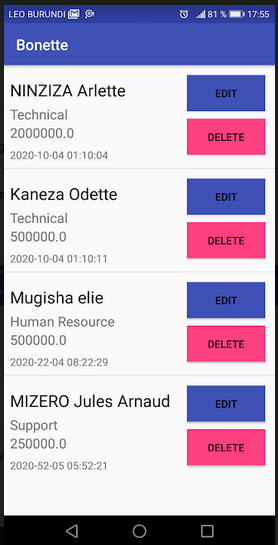 LEO BURUNDI 81 % 17:55
Bonette
NINZIZA Arlette
EDIT
Technical
2000000.0
DELETE
2020-10-04 01:10:04
Kaneza Odette
EDIT
Technical
500000.0
DELETE
2020-10-04 01:10:11
Mugisha elie
EDIT
Human Resource
500000.0
DELETE
2020-22-04 08:22:29
MIZERO Jules Arnaud
EDIT
Support
250000.0
DELETE
2020-52-05 05:52:21